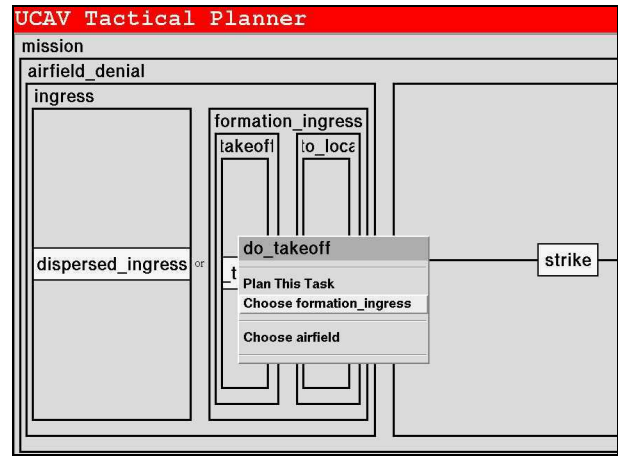 UCAV Tactical Planner
mission
airfield_denial
ingress
formation_ingress
takeoff
to_loca
do_takeoff
dispersed_ingress
or
_t
strike
Plan This Task
Choose formation_ingress
Choose airfield